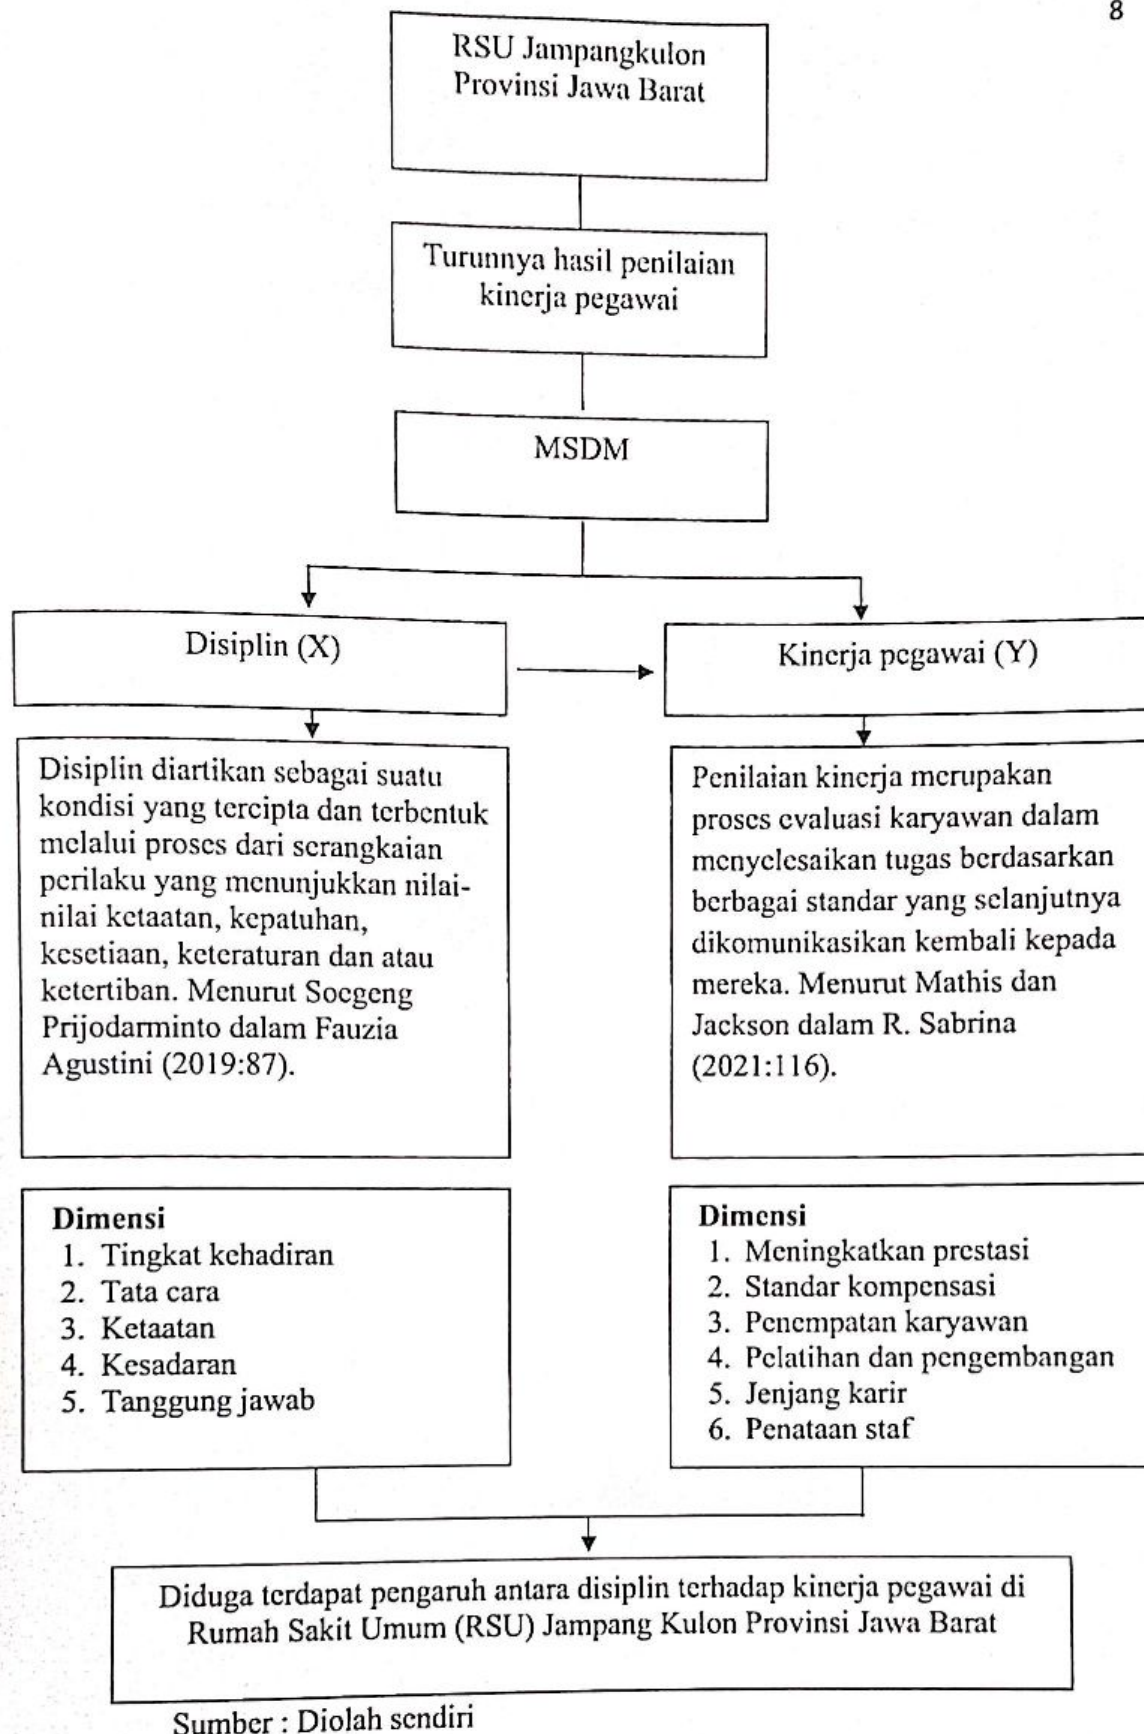 8
RSU Jampangkulon
Provinsi Jawa Barat
Turunnya hasil penilaian
kinerja pegawai
MSDM
Disiplin (X)
Kinerja pegawai (Y)
Disiplin diartikan sebagai suatu
kondisi yang tercipta dan terbentuk
melalui proses dari serangkaian
perilaku yang menunjukkan nilai-
nilai ketaatan, kepatuhan,
kesetiaan, keteraturan dan atau
ketertiban. Menurut Soegeng
Prijodarminto dalam Fauzia
Agustini (2019:87).
Penilaian kinerja merupakan
proses evaluasi karyawan dalam
menyelesaikan tugas berdasarkan
berbagai standar yang selanjutnya
dikomunikasikan kembali kepada
mereka. Menurut Mathis dan
Jackson dalam R. Sabrina
(2021:116).
Dimensi
1. Tingkat kehadiran
2. Tata cara
3. Ketaatan
4. Kesadaran
5. Tanggung jawab
Dimensi
1. Meningkatkan prestasi
2. Standar kompensasi
3. Penempatan karyawan
4. Pelatihan dan pengembangan
5. Jenjang karir
6. Penataan staf
Diduga terdapat pengaruh antara disiplin terhadap kinerja pegawai di
Rumah Sakit Umum (RSU) Jampang Kulon Provinsi Jawa Barat
Sumber : Diolah sendiri